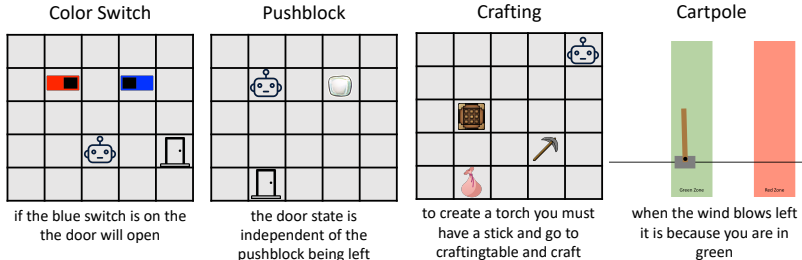 Color Switch
Pushblock
Crafting
Cartpole
Green Zone
Red Zone
if the blue switch is on the
the door will open
the door state is
independent of the
pushblock being left
to create a torch you must
have a stick and go to
craftingtable and craft
when the wind blows left
it is because you are in
green